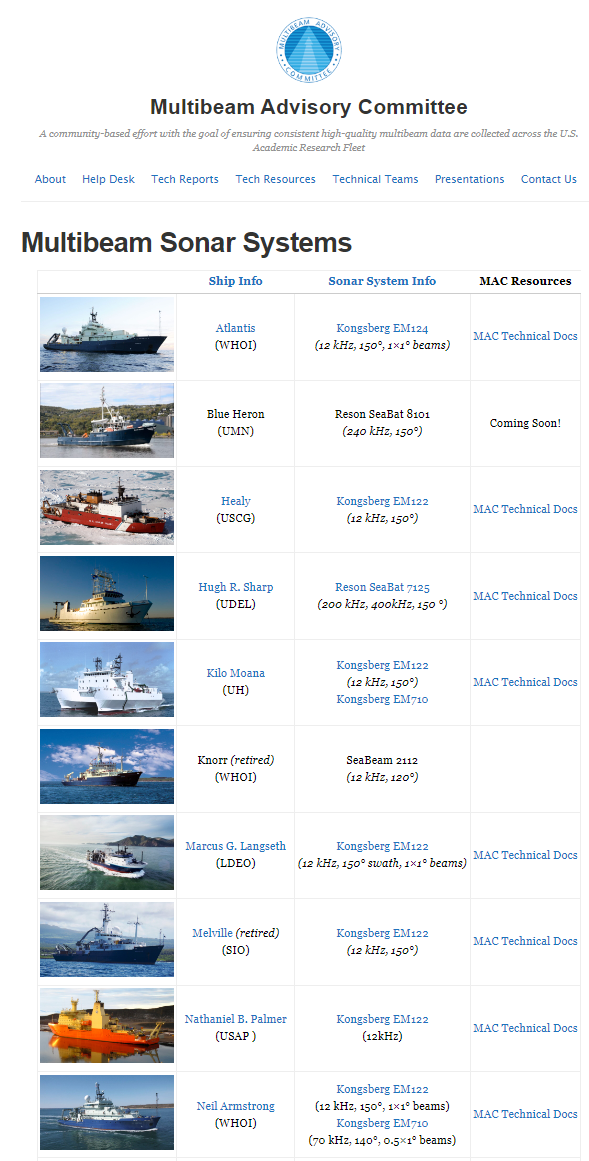 MULTIBEAM ADVISORY
COMMITTEE
Multibeam Advisory Committee
A community-based effort with the goal of ensuring consistent high-quality multibeam data are collected across the U.S.
Academic Research Fleet
About Help Desk Tech Reports Tech Resources Technical Teams Presentations Contact Us
Multibeam Sonar Systems
Ship Info Sonar System Info MAC Resources
Atlantis
(WHOI)
Kongsberg EM124
(12 kHz, 150°, 1×1° beams)
MAC Technical Docs
Blue Heron
(UMN)
Reson SeaBat 8101
(240 kHz, 150°)
Coming Soon!
Healy
(USCG)
Kongsberg EM122
(12 kHz, 150°)
MAC Technical Docs
Hugh R. Sharp
(UDEL)
Reson SeaBat 7125
(200 kHz, 400kHz, 150 °)
MAC Technical Docs
Kilo Moana
(UH)
Kongsberg EM122
(12 kHz, 150°)
Kongsberg EM710
MAC Technical Docs
Knorr (retired)
(WHOI)
SeaBeam 2112
(12 kHz, 120°)
Marcus G. Langseth
(LDEO)
Kongsberg EM122
(12 kHz, 150° swath, 1×1° beams)
MAC Technical Docs
Melville (retired)
(SIO)
Kongsberg EM122
(12 kHz, 150°)
MAC Technical Docs
Nathaniel B. Palmer
(USAP )
Kongsberg EM122
(12kHz)
MAC Technical Docs
Neil Armstrong
(WHOI)
Kongsberg EM122
(12 kHz, 150°, 1×1° beams)
Kongsberg EM710
(70 kHz, 140°, 0.5×1° beams)
MAC Technical Docs